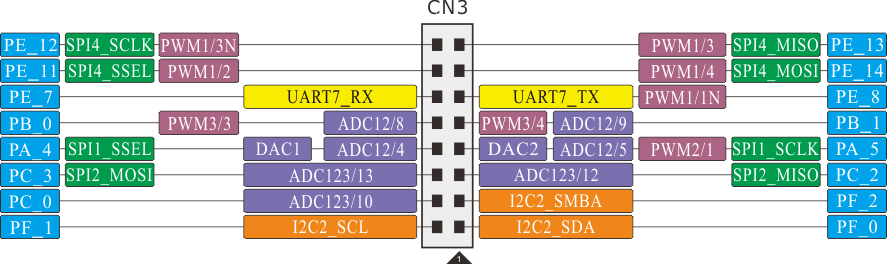 CN3
PE_12 SPI4_SCLK PWM1/3N PWM1/3 SPI4_MISO PE_13
PE_11 SPI4_SSEL PWM1/2 PWM1/4 SPI4_MOSI PE_14
PE_7 UART7_RX UART7_TX PWM1/1N PE_8
PB_0 PWM3/3 ADC12/8 PWM3/4 ADC12/9 PB_1
PA_4 SPI1_SSEL DAC1 ADC12/4 DAC2 ADC12/5 PWM2/1 SPI1_SCLK PA_5
PC_3 SPI2_MOSI ADC123/13 ADC123/12 SPI2_MISO PC_2
PC_0 ADC123/10 I2C2_SMBA PF_2
PF_1 I2C2_SCL I2C2_SDA PF_0
1